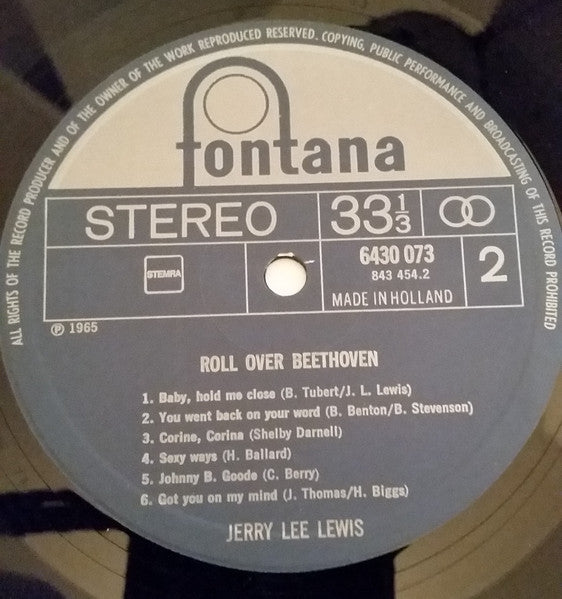 ALL RIGHTS OF THE RECORD PRODUCER AND OF THE OWNER OF THE WORK REPRODUCED RESERVED. COPYING, PUBLIC PERFORMANCE AND BROADCASTING OF THIS RECORD PROHIBITED
fontana
STEREO 33 1/3
STEMRA
6430 073
843 454.2
MADE IN HOLLAND
2
℗ 1965
ROLL OVER BEETHOVEN
1. Baby, hold me close (B. Tubert/J. L. Lewis)
2. You went back on your word (B. Benton/B. Stevenson)
3. Corine, Corina (Shelby Darnell)
4. Sexy ways (H. Ballard)
5. Johnny B. Goode (C. Berry)
6. Got you on my mind (J. Thomas/H. Biggs)
JERRY LEE LEWIS